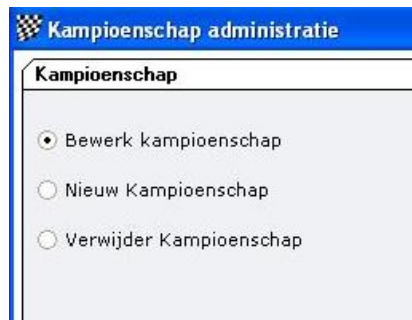 Kampioenschap administratie
Kampioenschap
Bewerk kampioenschap
Nieuw Kampioenschap
Verwijder Kampioenschap